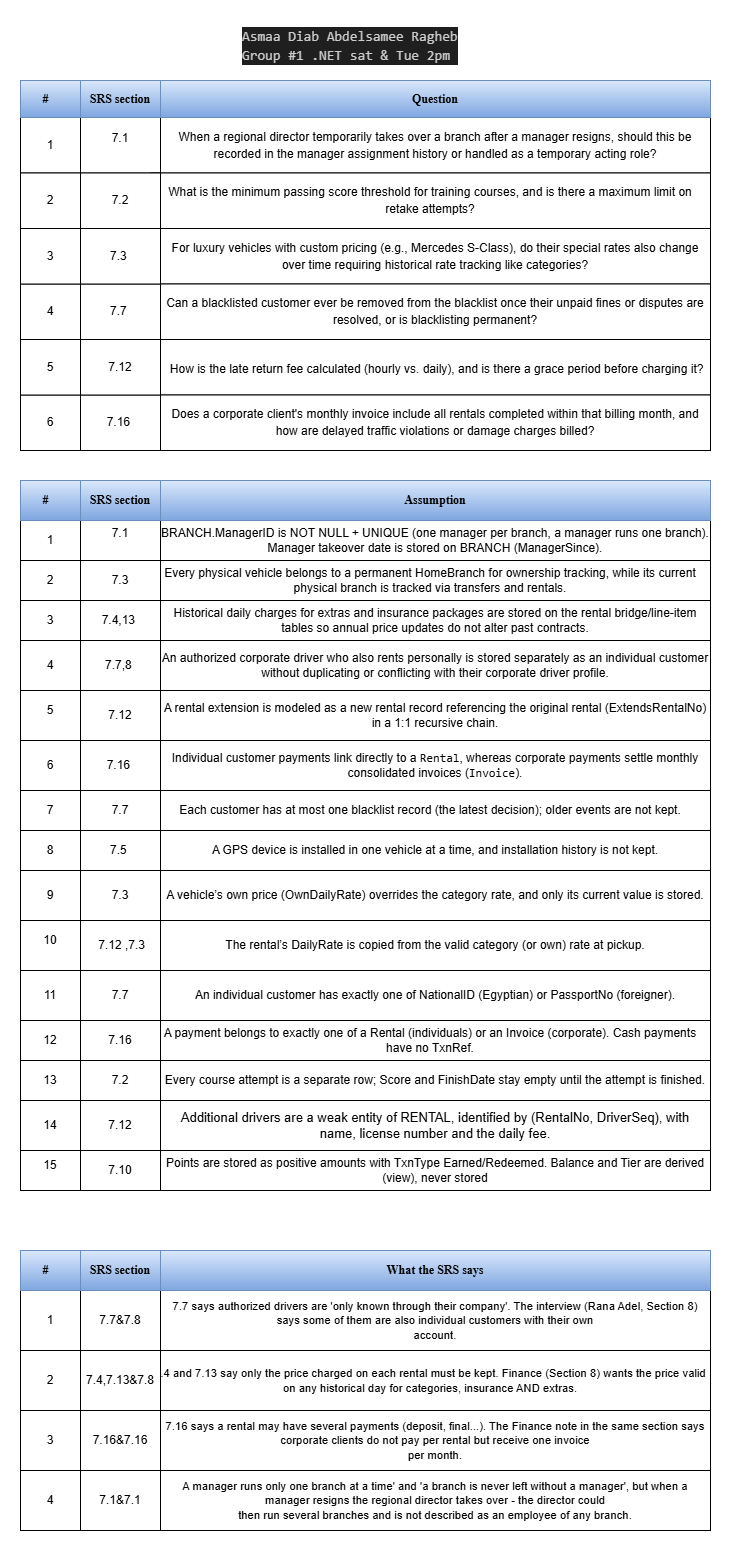 Asmaa Diab Abdelsamee Ragheb
Group #1 .NET sat & Tue 2pm
# SRS section Question
1 7.1 When a regional director temporarily takes over a branch after a manager resigns, should this be
recorded in the manager assignment history or handled as a temporary acting role?
2 7.2 What is the minimum passing score threshold for training courses, and is there a maximum limit on
retake attempts?
3 7.3 For luxury vehicles with custom pricing (e.g., Mercedes S-Class), do their special rates also change
over time requiring historical rate tracking like categories?
4 7.7 Can a blacklisted customer ever be removed from the blacklist once their unpaid fines or disputes are
resolved, or is blacklisting permanent?
5 7.12 How is the late return fee calculated (hourly vs. daily), and is there a grace period before charging it?
6 7.16 Does a corporate client's monthly invoice include all rentals completed within that billing month, and
how are delayed traffic violations or damage charges billed?
# SRS section Assumption
1 7.1 BRANCH.ManagerID is NOT NULL + UNIQUE (one manager per branch, a manager runs one branch).
Manager takeover date is stored on BRANCH (ManagerSince).
2 7.3 Every physical vehicle belongs to a permanent HomeBranch for ownership tracking, while its current
physical branch is tracked via transfers and rentals.
3 7.4,13 Historical daily charges for extras and insurance packages are stored on the rental bridge/line-item
tables so annual price updates do not alter past contracts.
4 7.7,8 An authorized corporate driver who also rents personally is stored separately as an individual customer
without duplicating or conflicting with their corporate driver profile.
5 7.12 A rental extension is modeled as a new rental record referencing the original rental (ExtendsRentalNo)
in a 1:1 recursive chain.
6 7.16 Individual customer payments link directly to a Rental, whereas corporate payments settle monthly
consolidated invoices (Invoice).
7 7.7 Each customer has at most one blacklist record (the latest decision); older events are not kept.
8 7.5 A GPS device is installed in one vehicle at a time, and installation history is not kept.
9 7.3 A vehicle's own price (OwnDailyRate) overrides the category rate, and only its current value is stored.
10 7.12 ,7.3 The rental's DailyRate is copied from the valid category (or own) rate at pickup.
11 7.7 An individual customer has exactly one of NationalID (Egyptian) or PassportNo (foreigner).
12 7.16 A payment belongs to exactly one of a Rental (individuals) or an Invoice (corporate). Cash payments
have no TxnRef.
13 7.2 Every course attempt is a separate row; Score and FinishDate stay empty until the attempt is finished.
14 7.12 Additional drivers are a weak entity of RENTAL, identified by (RentalNo, DriverSeq), with
name, license number and the daily fee.
15 7.10 Points are stored as positive amounts with TxnType Earned/Redeemed. Balance and Tier are derived
(view), never stored
# SRS section What the SRS says
1 7.7&7.8 7.7 says authorized drivers are 'only known through their company'. The interview (Rana Adel, Section 8)
says some of them are also individual customers with their own
account.
2 7.4,7.13&7.8 .4 and 7.13 say only the price charged on each rental must be kept. Finance (Section 8) wants the price valid
on any historical day for categories, insurance AND extras.
3 7.16&7.16 7.16 says a rental may have several payments (deposit, final...). The Finance note in the same section says
corporate clients do not pay per rental but receive one invoice
per month.
4 7.1&7.1 A manager runs only one branch at a time' and 'a branch is never left without a manager', but when a
manager resigns the regional director takes over - the director could
then run several branches and is not described as an employee of any branch.